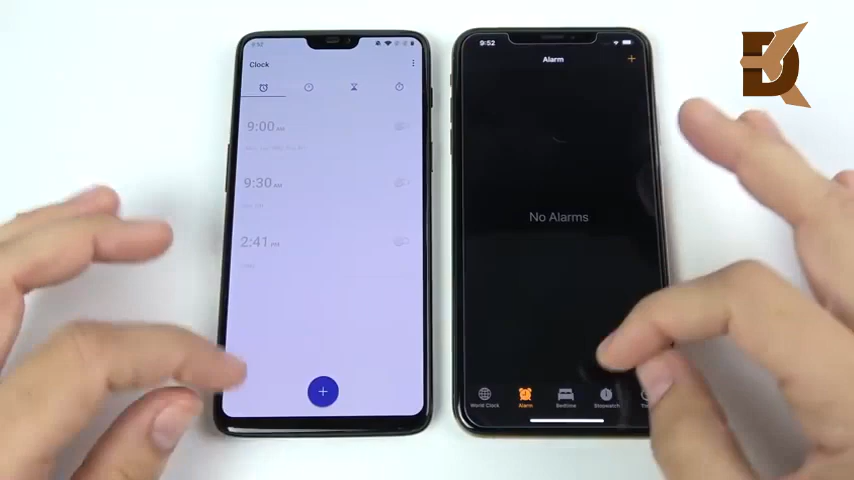 9:52
Clock
9:00 AM
9:30 AM
2:41 PM
+
9:52
Alarm
+
No Alarms
World Clock
Alarm
Bedtime
Stopwatch
DK